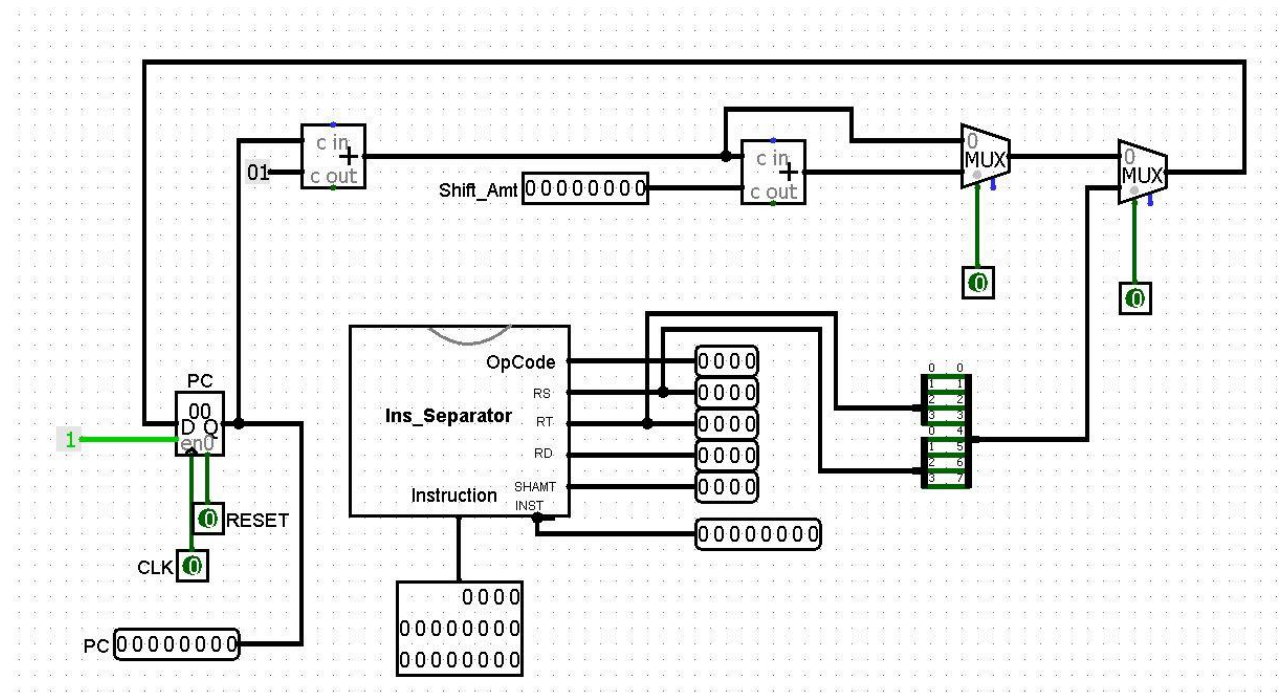 c in
+
c out
01
Shift_Amt 00000000
c in
+
c out
0
MUX
0
MUX
0
0
OpCode 0000
RS 0000
RT 0000
RD 0000
SHAMT 0000
INST 00000000
Ins_Separator
Instruction
0000
00000000
00000000
PC
00
D Q
en 0
1
0 RESET
CLK 0
PC 00000000
0 0
1 1
2 2
3 3
0 4
1 5
2 6
3 7